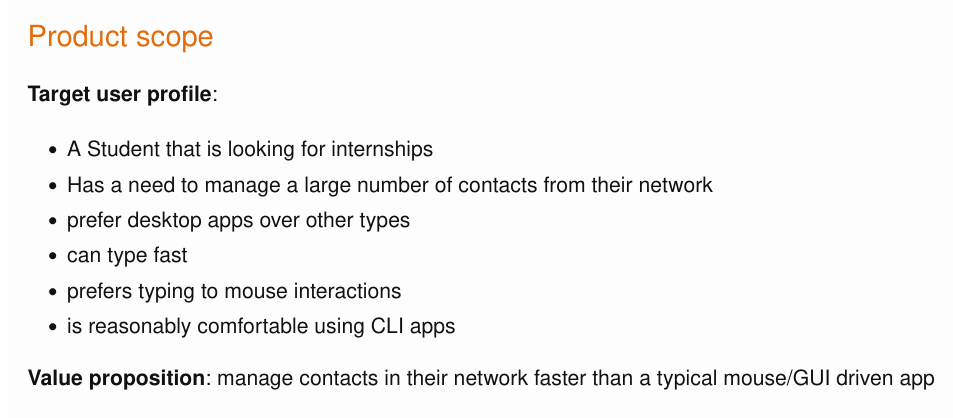 Product scope
Target user profile:
• A Student that is looking for internships
• Has a need to manage a large number of contacts from their network
• prefer desktop apps over other types
• can type fast
• prefers typing to mouse interactions
• is reasonably comfortable using CLI apps
Value proposition: manage contacts in their network faster than a typical mouse/GUI driven app